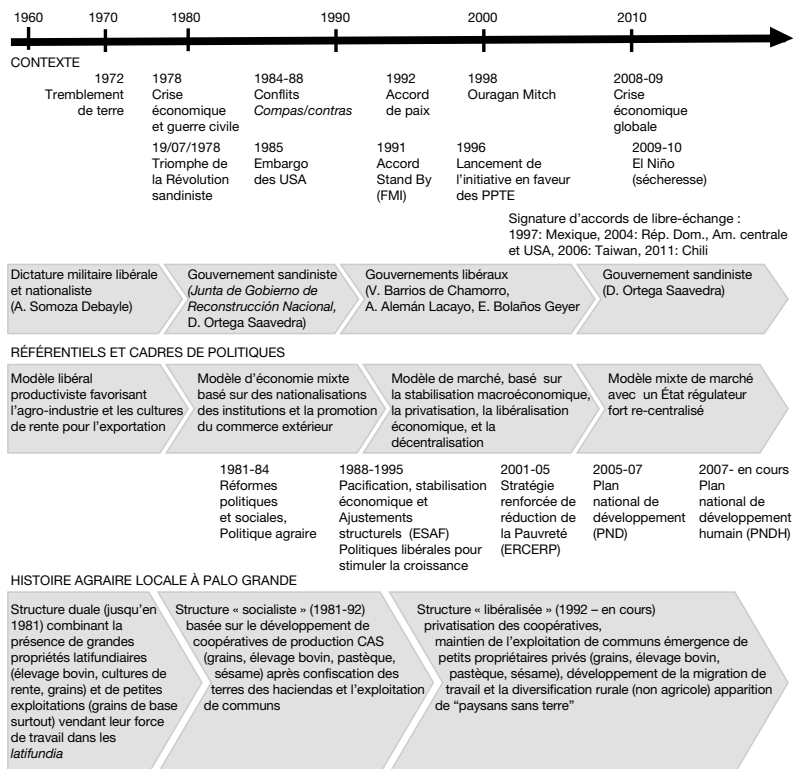 1960
1970
1980
1990
2000
2010
CONTEXTE
1972
Tremblement
de terre
1978
Crise
économique
et guerre civile
1984-88
Conflits
Compas/contras
1992
Accord
de paix
1998
Ouragan Mitch
2008-09
Crise
économique
globale
19/07/1978
Triomphe de
la Révolution
sandiniste
1985
Embargo
des USA
1991
Accord
Stand By
(FMI)
1996
Lancement de
l'initiative en faveur
des PPTE
2009-10
El Niño
(sécheresse)
Signature d'accords de libre-échange :
1997: Mexique, 2004: Rép. Dom., Am. centrale
et USA, 2006: Taiwan, 2011: Chili
Dictature militaire libérale
et nationaliste
(A. Somoza Debayle)
Gouvernement sandiniste
(Junta de Gobierno de
Reconstrucción Nacional,
D. Ortega Saavedra)
Gouvernements libéraux
(V. Barrios de Chamorro,
A. Alemán Lacayo, E. Bolaños Geyer
Gouvernement sandiniste
(D. Ortega Saavedra)
RÉFÉRENTIELS ET CADRES DE POLITIQUES
Modèle libéral
productiviste favorisant
l'agro-industrie et les cultures
de rente pour l'exportation
Modèle d'économie mixte
basé sur des nationalisations
des institutions et la promotion
du commerce extérieur
Modèle de marché, basé sur
la stabilisation macroéconomique,
la privatisation, la libéralisation
économique, et la
décentralisation
Modèle mixte de marché
avec un État régulateur
fort re-centralisé
1981-84
Réformes
politiques
et sociales,
Politique agraire
1988-1995
Pacification, stabilisation
économique et
Ajustements
structurels (ESAF)
Politiques libérales pour
stimuler la croissance
2001-05
Stratégie
renforcée de
réduction de
la Pauvreté
(ERCERP)
2005-07
Plan
national de
développement
(PND)
2007- en cours
Plan
national de
développement
humain (PNDH)
HISTOIRE AGRAIRE LOCALE À PALO GRANDE
Structure duale (jusqu'en
1981) combinant la
présence de grandes
propriétés latifundiaires
(élevage bovin, cultures de
rente, grains) et de petites
exploitations (grains de base
surtout) vendant leur force
de travail dans les
latifundia
Structure « socialiste » (1981-92)
basée sur le développement de
coopératives de production CAS
(grains, élevage bovin, pastèque,
sésame) après confiscation des
terres des haciendas et l'exploitation
de communs
Structure « libéralisée » (1992 – en cours)
privatisation des coopératives,
maintien de l'exploitation de communs émergence de
petits propriétaires privés (grains, élevage bovin,
pastèque, sésame), développement de la migration de
travail et la diversification rurale (non agricole) apparition
de "paysans sans terre"